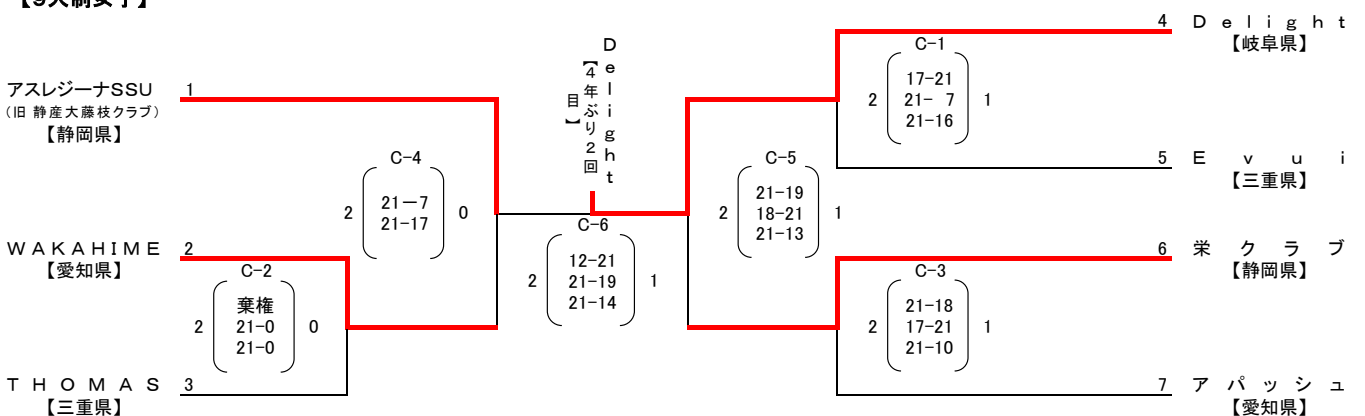 【9人制女子】
アスレジーナSSU 1
（旧 静産大藤枝クラブ）
【静岡県】
WAKAHIME 2
【愛知県】
THOMAS 3
【三重県】
C-2
棄権
2 21-0 0
21-0
C-4
21－7
2 0
21-17
Delight
【4年ぶり2回目】
C-6
12-21
2 21-19 1
21-14
C-5
21-19
2 18-21 1
21-13
C-1
17-21
2 21- 7 1
21-16
C-3
21-18
2 17-21 1
21-10
4 Delight
【岐阜県】
5 Evui
【三重県】
6 栄クラブ
【静岡県】
7 アパッシュ
【愛知県】